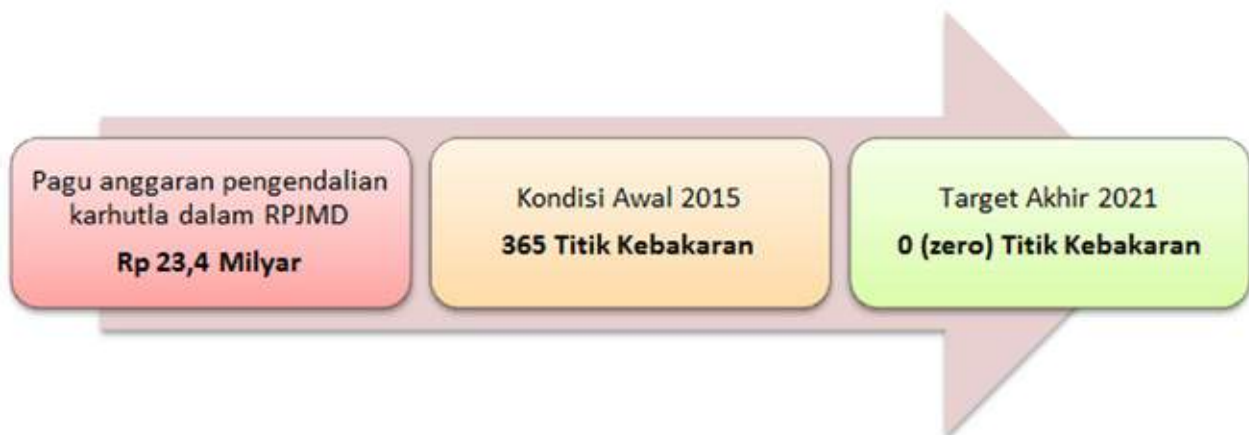 Pagu anggaran pengendalian
karhutla dalam RPJMD
Rp 23,4 Milyar
Kondisi Awal 2015
365 Titik Kebakaran
Target Akhir 2021
0 (zero) Titik Kebakaran